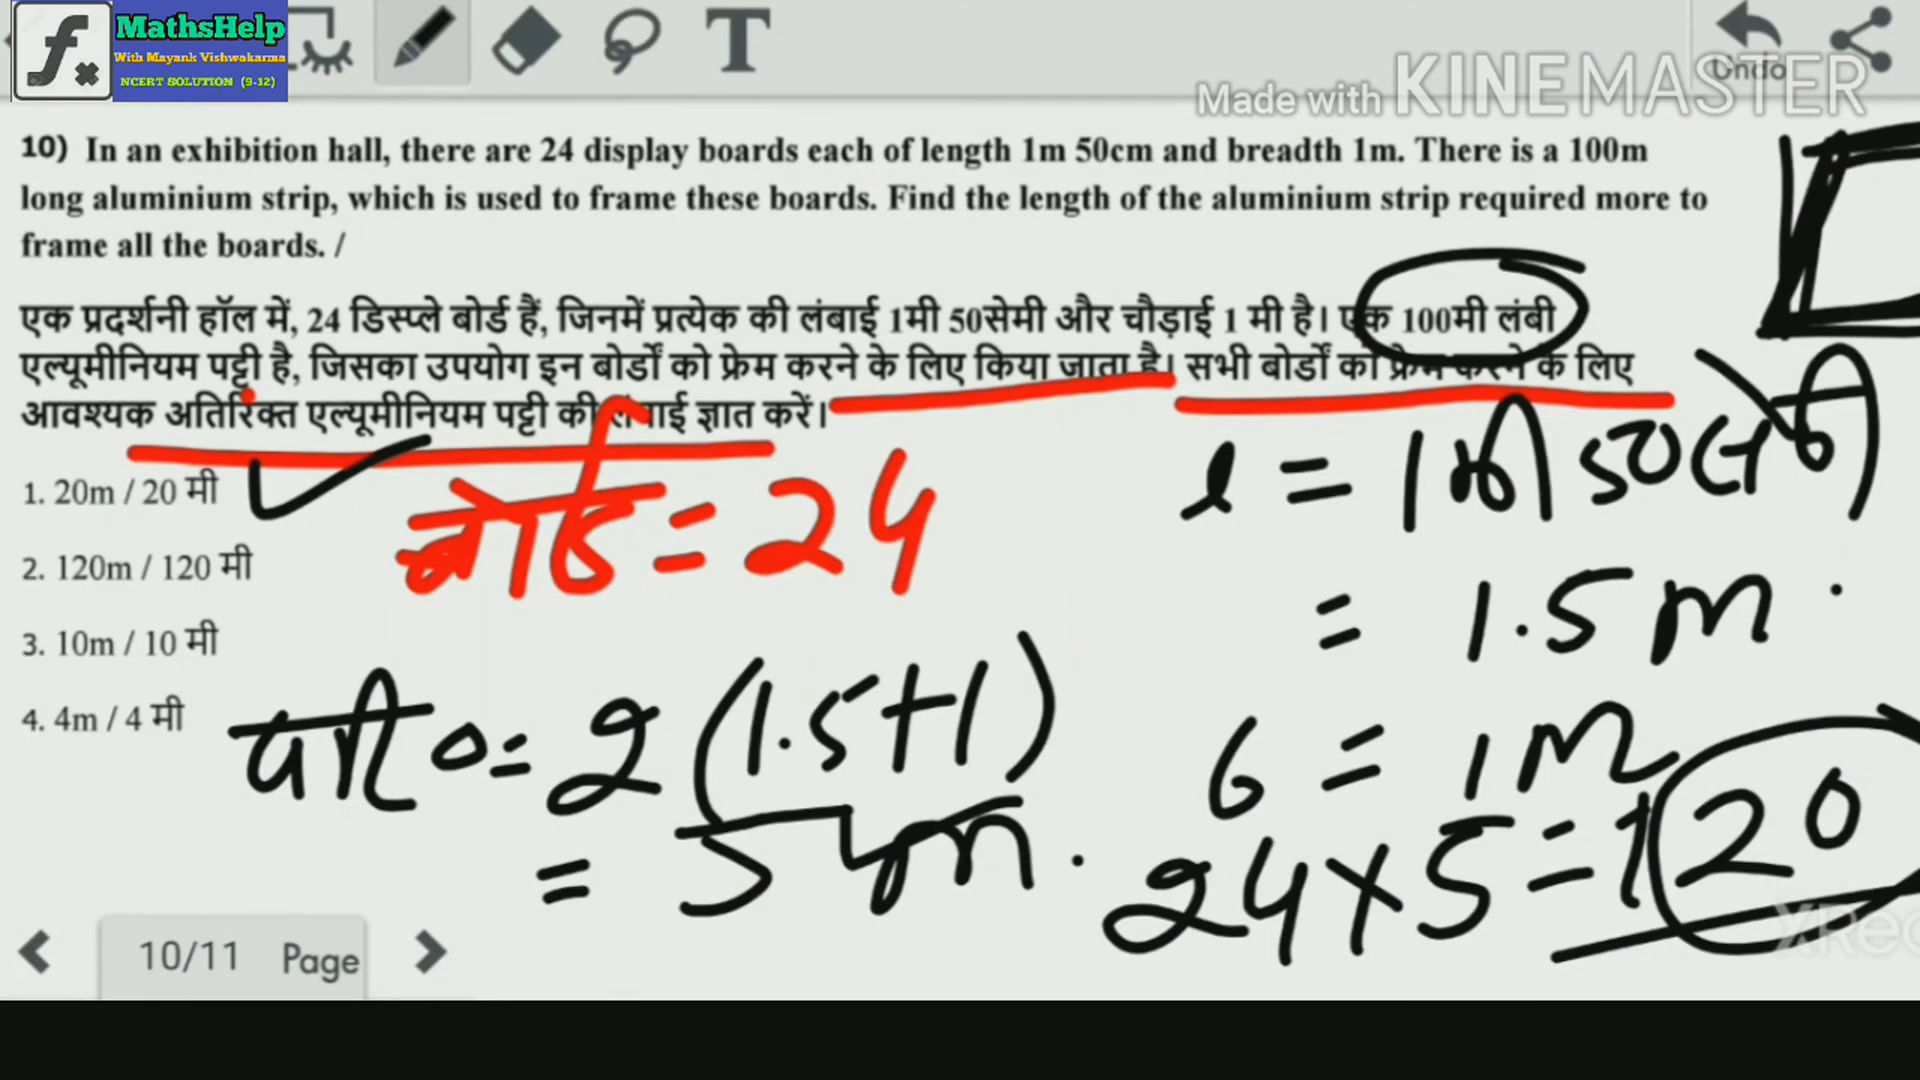 MathsHelp
With Mayank Vishwakarma
NCERT SOLUTION (9-12)
T
Undo
Made with KINEMASTER
10) In an exhibition hall, there are 24 display boards each of length 1m 50cm and breadth 1m. There is a 100m
long aluminium strip, which is used to frame these boards. Find the length of the aluminium strip required more to
frame all the boards. /
एक प्रदर्शनी हॉल में, 24 डिस्प्ले बोर्ड हैं, जिनमें प्रत्येक की लंबाई 1मी 50सेमी और चौड़ाई 1 मी है। एक 100मी लंबी
एल्यूमीनियम पट्टी है, जिसका उपयोग इन बोर्डों को फ्रेम करने के लिए किया जाता है। सभी बोर्डों को फ्रेम करने के लिए
आवश्यक अतिरिक्त एल्यूमीनियम पट्टी की लंबाई ज्ञात करें।
1. 20m / 20 मी
2. 120m / 120 मी
3. 10m / 10 मी
4. 4m / 4 मी
बोर्ड = 24
l = 1मी 50सेमी
= 1.5 m.
परि० = 2 (1.5+1)
= 5 m.
b = 1m
24 x 5 = 120
10/11 Page
XRec